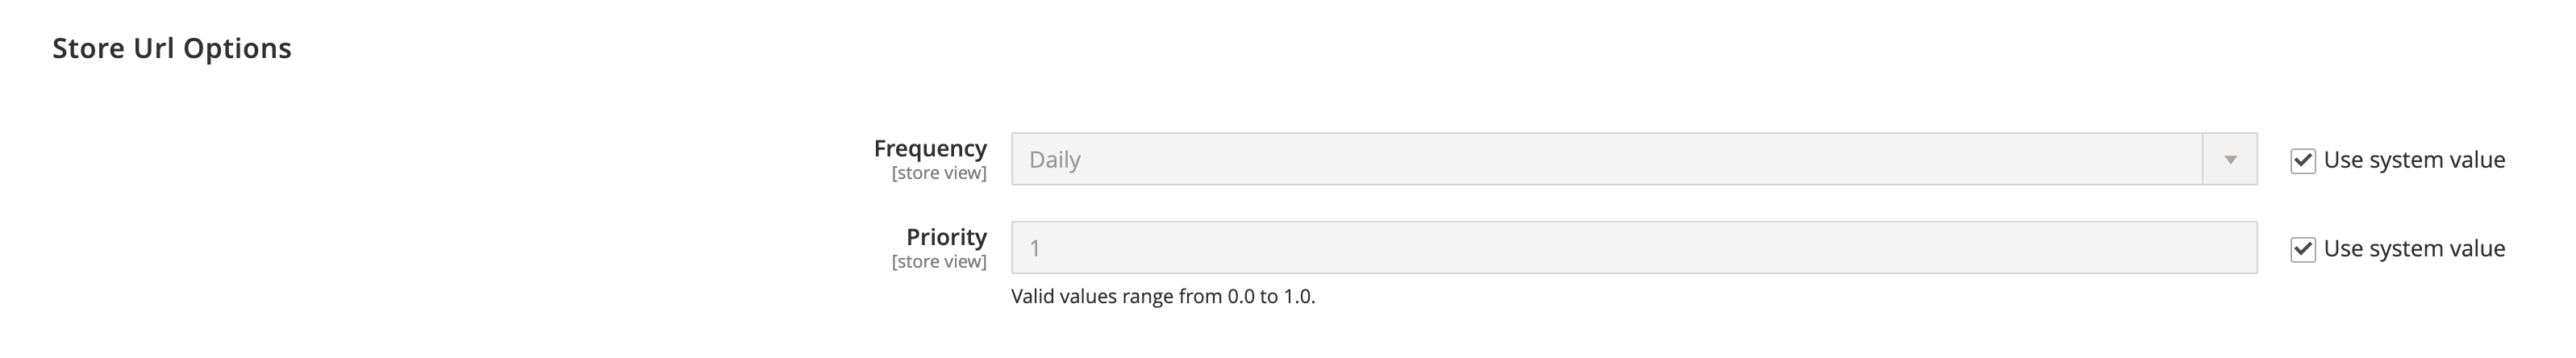 Store Url Options
Frequency
[store view]
Daily
Use system value
Priority
[store view]
1
Use system value
Valid values range from 0.0 to 1.0.